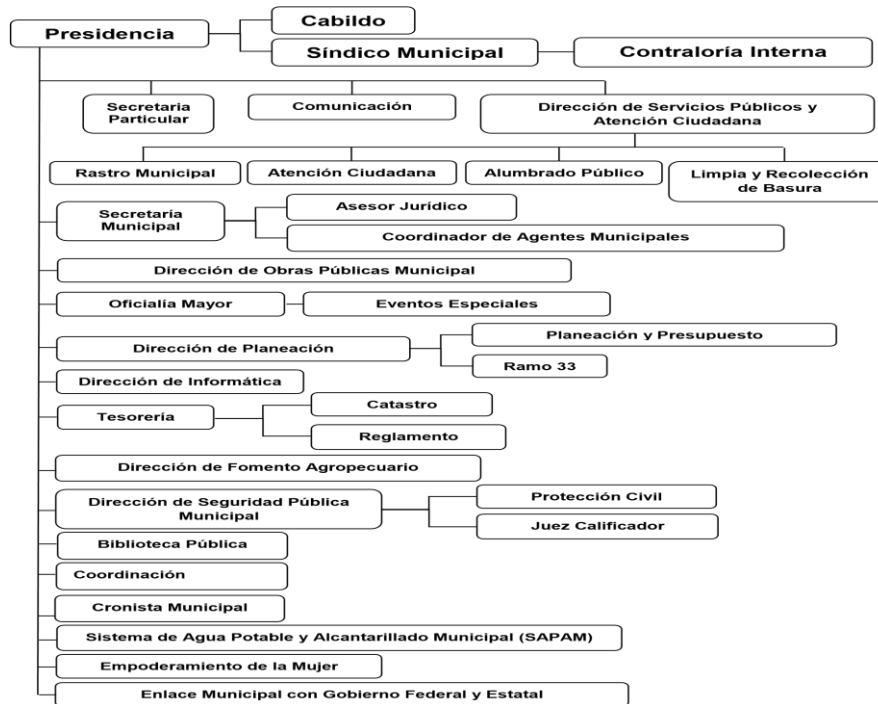 Presidencia
Cabildo
Síndico Municipal
Contraloría Interna
Secretaria
Particular
Comunicación
Dirección de Servicios Públicos y
Atención Ciudadana
Rastro Municipal
Atención Ciudadana
Alumbrado Público
Limpia y Recolección
de Basura
Secretaría
Municipal
Asesor Jurídico
Coordinador de Agentes Municipales
Dirección de Obras Públicas Municipal
Oficialía Mayor
Eventos Especiales
Dirección de Planeación
Planeación y Presupuesto
Ramo 33
Dirección de Informática
Tesorería
Catastro
Reglamento
Dirección de Fomento Agropecuario
Dirección de Seguridad Pública
Municipal
Protección Civil
Juez Calificador
Biblioteca Pública
Coordinación
Cronista Municipal
Sistema de Agua Potable y Alcantarillado Municipal (SAPAM)
Empoderamiento de la Mujer
Enlace Municipal con Gobierno Federal y Estatal